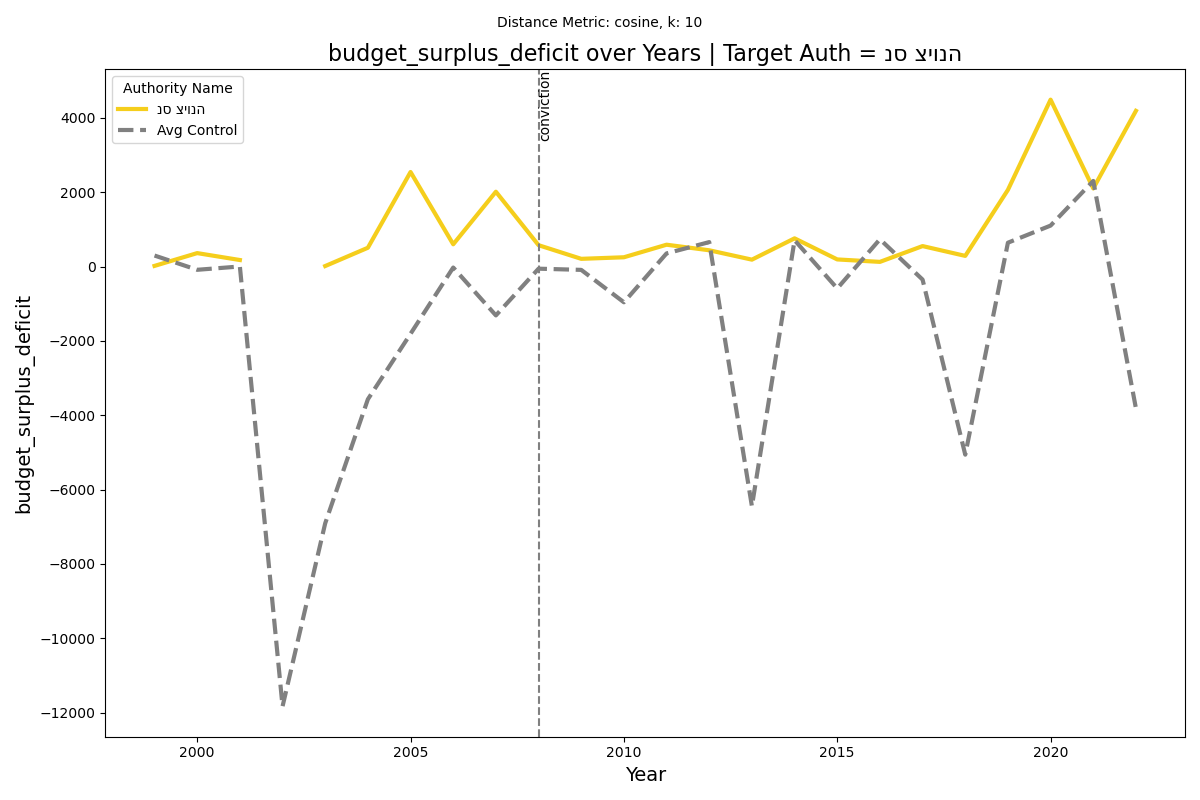 Distance Metric: cosine, k: 10
budget_surplus_deficit over Years | Target Auth = נס ציונה
Authority Name
נס ציונה
Avg Control
conviction
4000
2000
0
−2000
−4000
−6000
−8000
−10000
−12000
budget_surplus_deficit
2000
2005
2010
2015
2020
Year